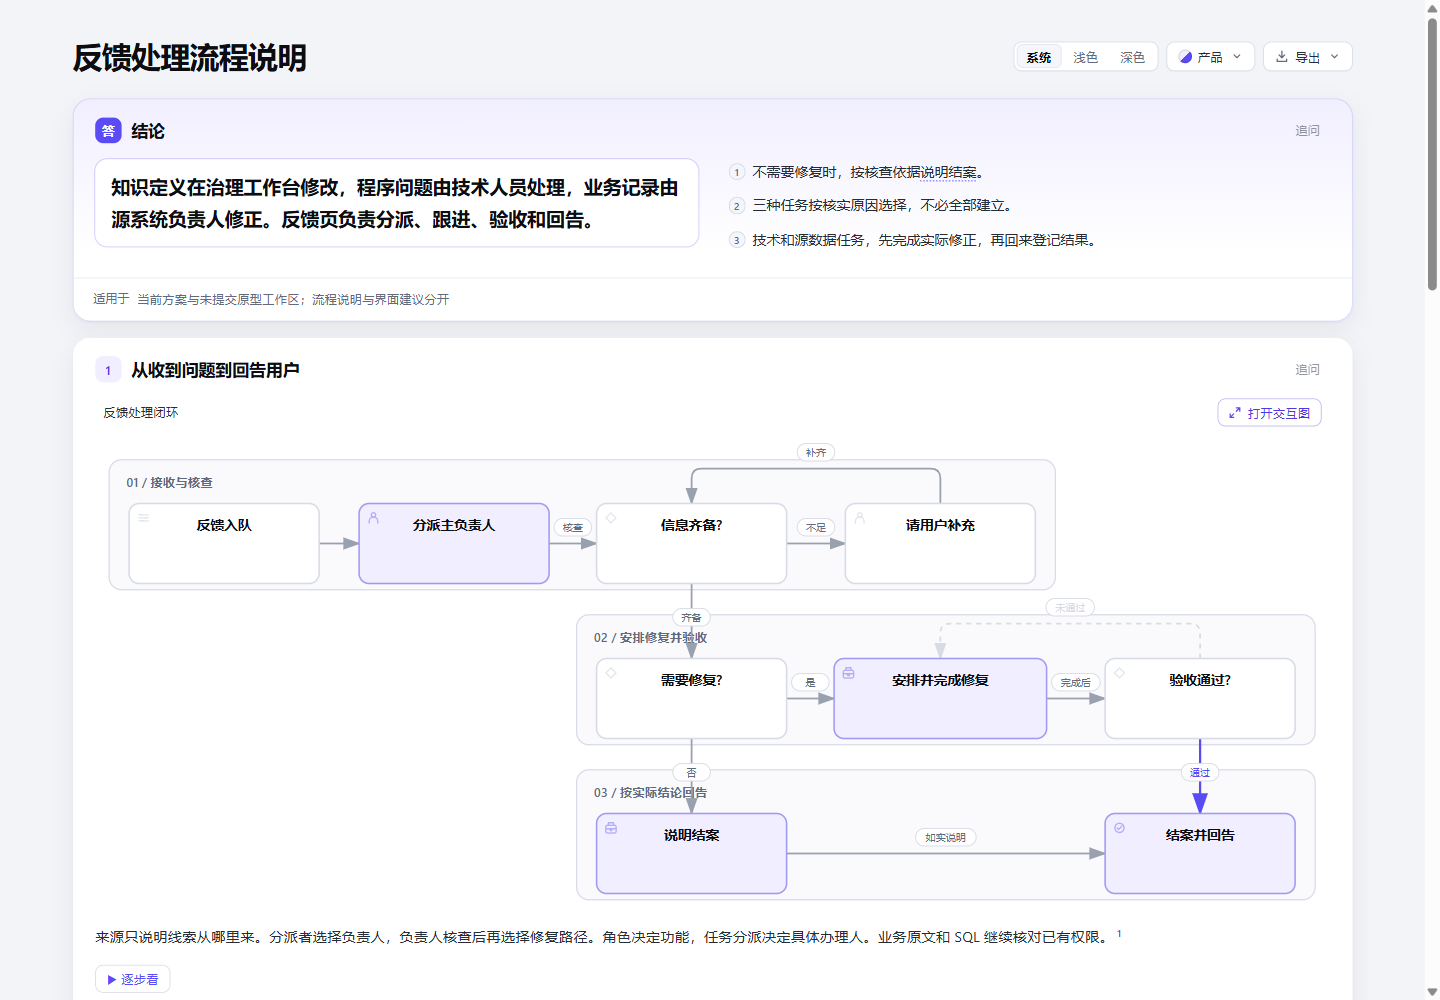 反馈处理流程说明
系统 浅色 深色 产品 导出
答 结论 追问
知识定义在治理工作台修改，程序问题由技术人员处理，业务记录由
源系统负责人修正。反馈页负责分派、跟进、验收和回告。
1 不需要修复时，按核查依据说明结案。
2 三种任务按核实原因选择，不必全部建立。
3 技术和源数据任务，先完成实际修正，再回来登记结果。
适用于 当前方案与未提交原型工作区；流程说明与界面建议分开
1 从收到问题到回告用户 追问
反馈处理闭环
打开交互图
补齐
01 / 接收与核查
反馈入队
分派主负责人
核查
信息齐备?
不足
请用户补充
齐备
未通过
02 / 安排修复并验收
需要修复?
是
安排并完成修复
完成后
验收通过?
否
通过
03 / 按实际结论回告
说明结案
如实说明
结案并回告
来源只说明线索从哪里来。分派者选择负责人，负责人核查后再选择修复路径。角色决定功能，任务分派决定具体办理人。业务原文和 SQL 继续核对已有权限。 1
逐步看